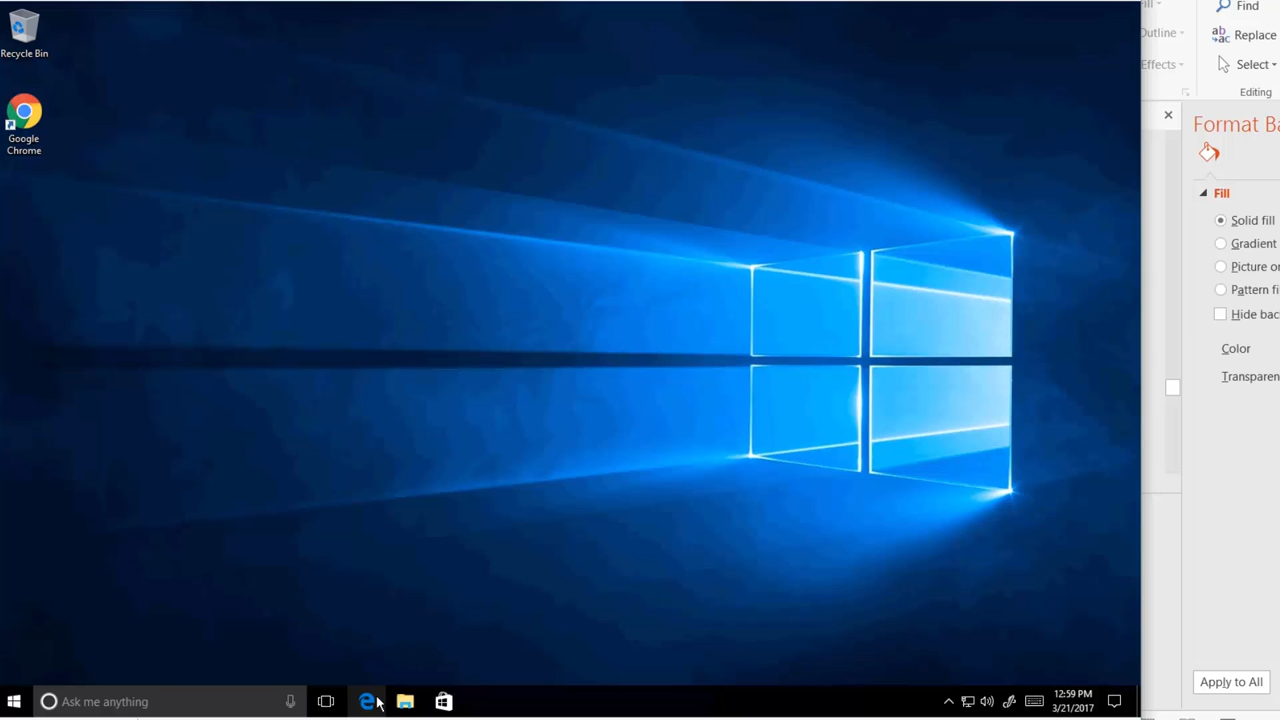 Recycle Bin
Google
Chrome
Find
Outline
Replace
Effects
Select
Editing
Format Ba
Fill
Solid fill
Gradient
Picture or
Pattern fi
Hide bac
Color
Transparen
Apply to All
Ask me anything
12:59 PM
3/21/2017